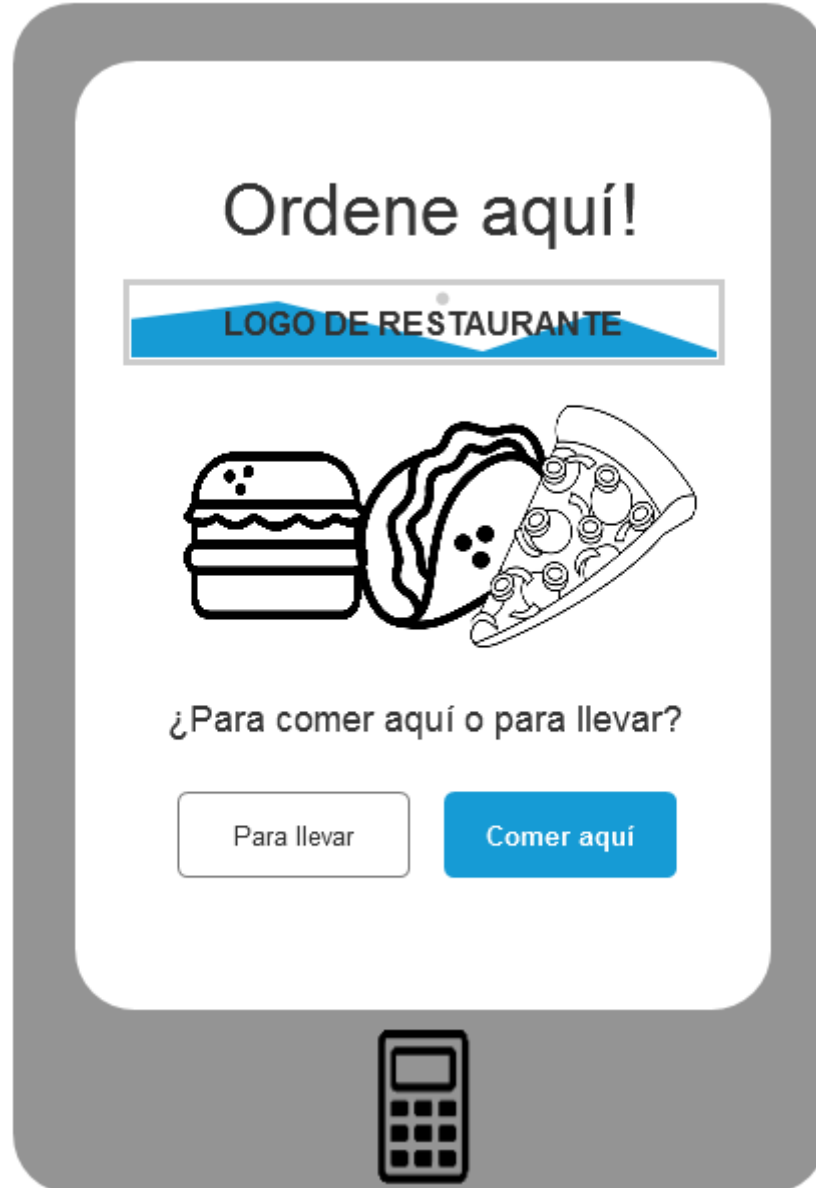 Ordene aquí!
LOGO DE RESTAURANTE
¿Para comer aquí o para llevar?
Para llevar
Comer aquí